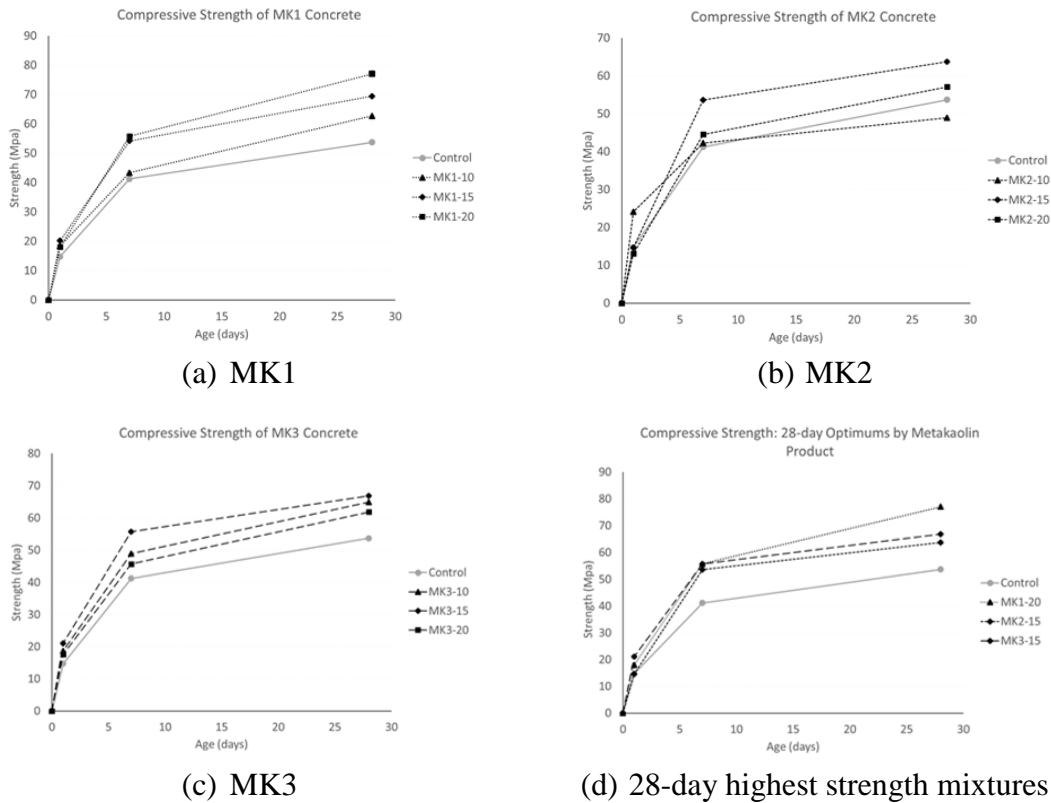 Compressive Strength of MK1 Concrete
90
80
70
60
50
40
30
20
10
0
Strength (Mpa)
0 5 10 15 20 25 30
Age (days)
Control
MK1-10
MK1-15
MK1-20
(a) MK1
Compressive Strength of MK2 Concrete
70
60
50
40
30
20
10
0
Strength (Mpa)
0 5 10 15 20 25 30
Age (days)
Control
MK2-10
MK2-15
MK2-20
(b) MK2
Compressive Strength of MK3 Concrete
80
70
60
50
40
30
20
10
0
Strength (Mpa)
0 5 10 15 20 25 30
Age (days)
Control
MK3-10
MK3-15
MK3-20
(c) MK3
Compressive Strength: 28-day Optimums by Metakaolin
Product
90
80
70
60
50
40
30
20
10
0
Strength (Mpa)
0 5 10 15 20 25 30
Age (days)
Control
MK1-20
MK2-15
MK3-15
(d) 28-day highest strength mixtures